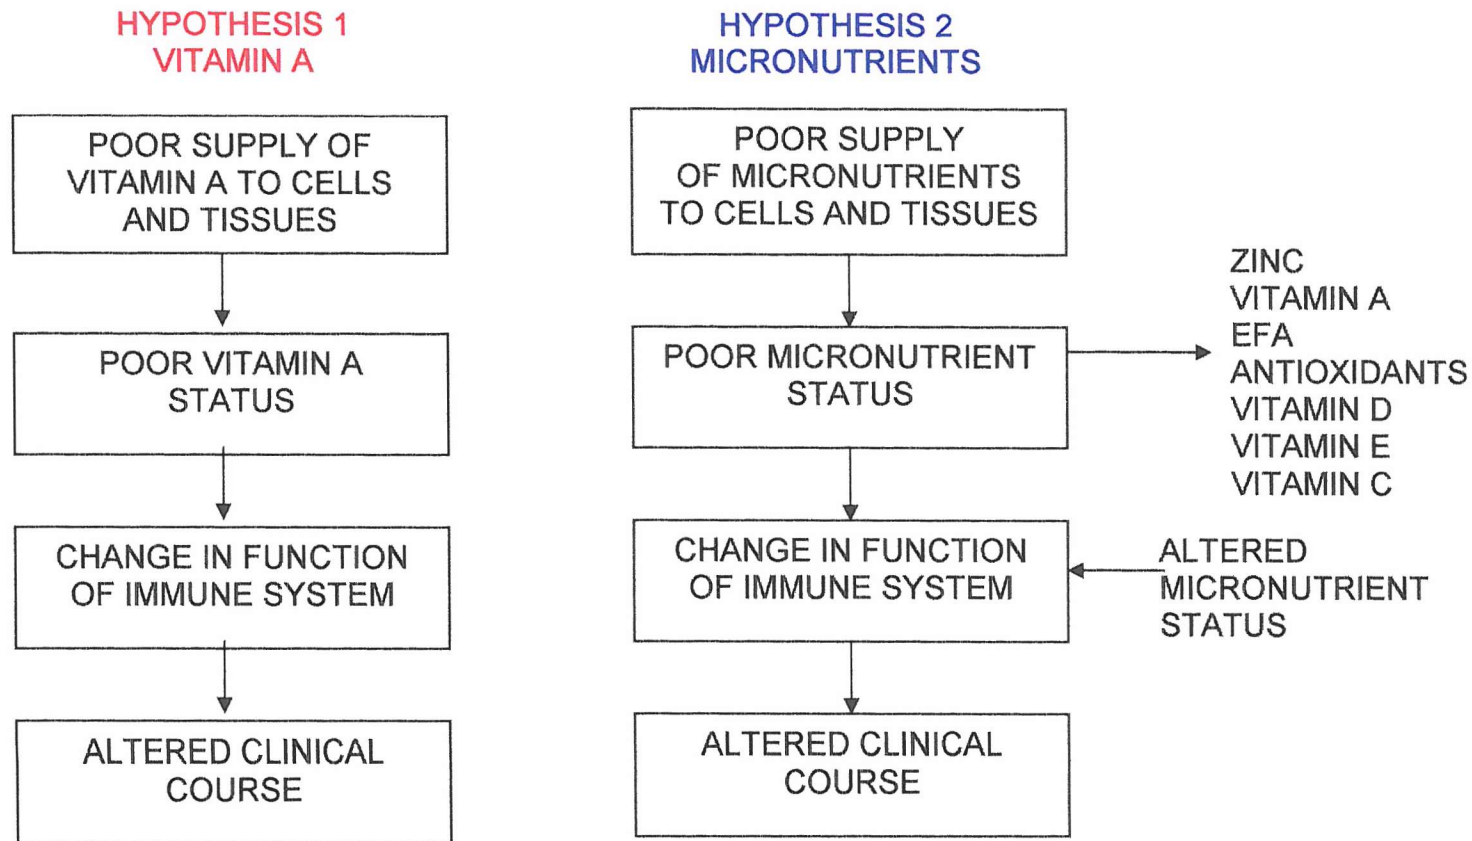 HYPOTHESIS 1
VITAMIN A
POOR SUPPLY OF
VITAMIN A TO CELLS
AND TISSUES
POOR VITAMIN A
STATUS
CHANGE IN FUNCTION
OF IMMUNE SYSTEM
ALTERED CLINICAL
COURSE
HYPOTHESIS 2
MICRONUTRIENTS
POOR SUPPLY
OF MICRONUTRIENTS
TO CELLS AND TISSUES
POOR MICRONUTRIENT
STATUS
ZINC
VITAMIN A
EFA
ANTIOXIDANTS
VITAMIN D
VITAMIN E
VITAMIN C
CHANGE IN FUNCTION
OF IMMUNE SYSTEM
ALTERED
MICRONUTRIENT
STATUS
ALTERED CLINICAL
COURSE